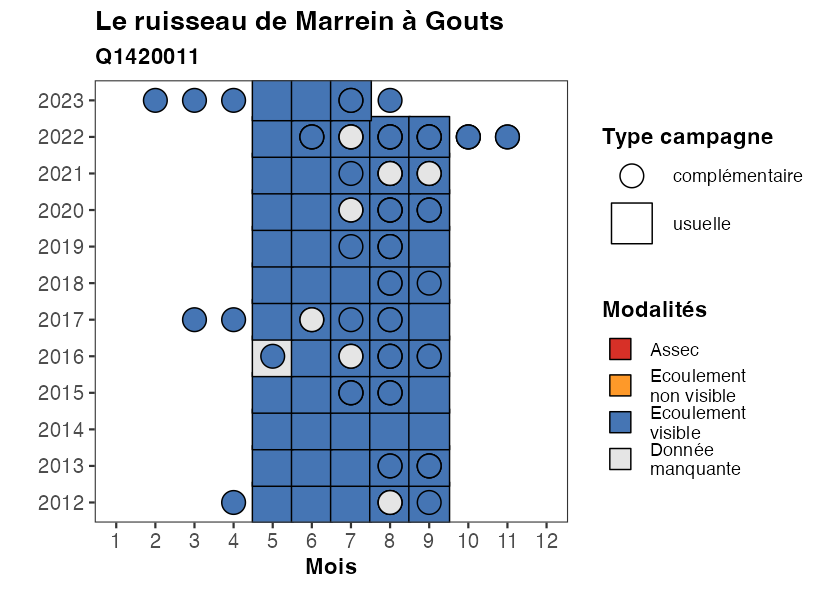 Le ruisseau de Marrein à Gouts
Q1420011
2023
2022
2021
2020
2019
2018
2017
2016
2015
2014
2013
2012
1 2 3 4 5 6 7 8 9 10 11 12
Mois
Type campagne
complémentaire
usuelle
Modalités
Assec
Ecoulement
non visible
Ecoulement
visible
Donnée
manquante